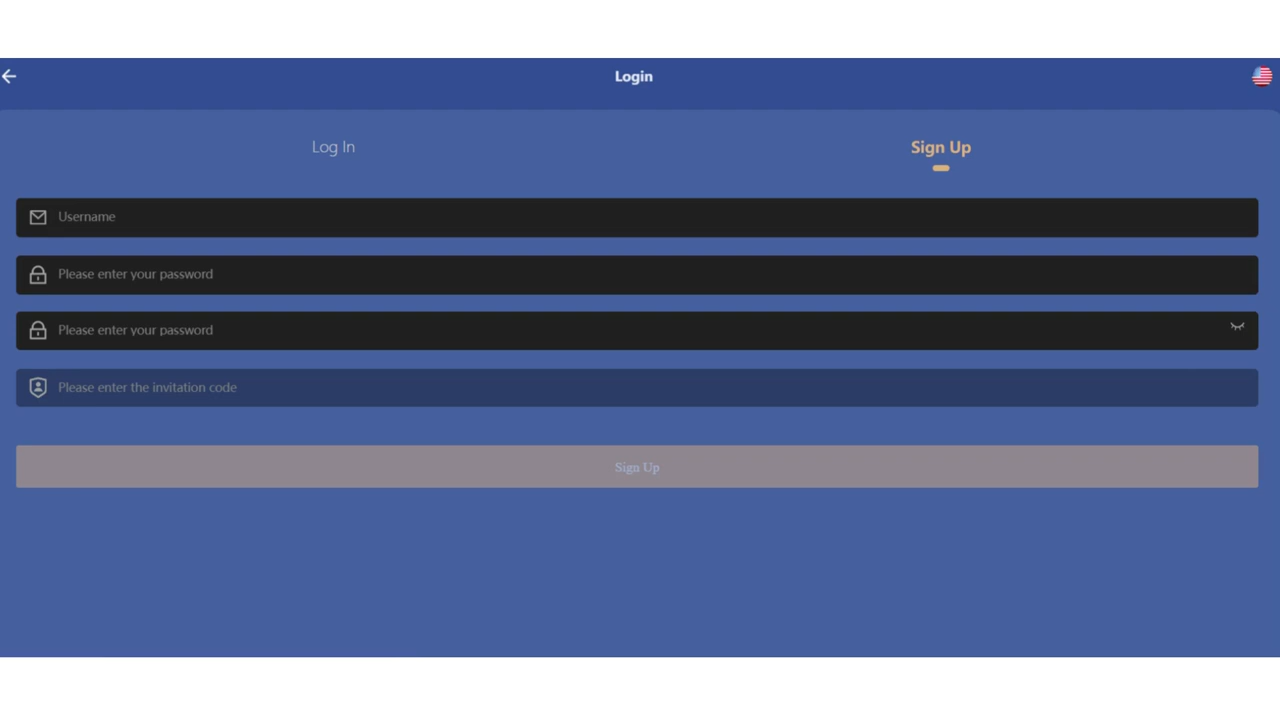 Login
Log In
Sign Up
Username
Please enter your password
Please enter your password
Please enter the invitation code
Sign Up